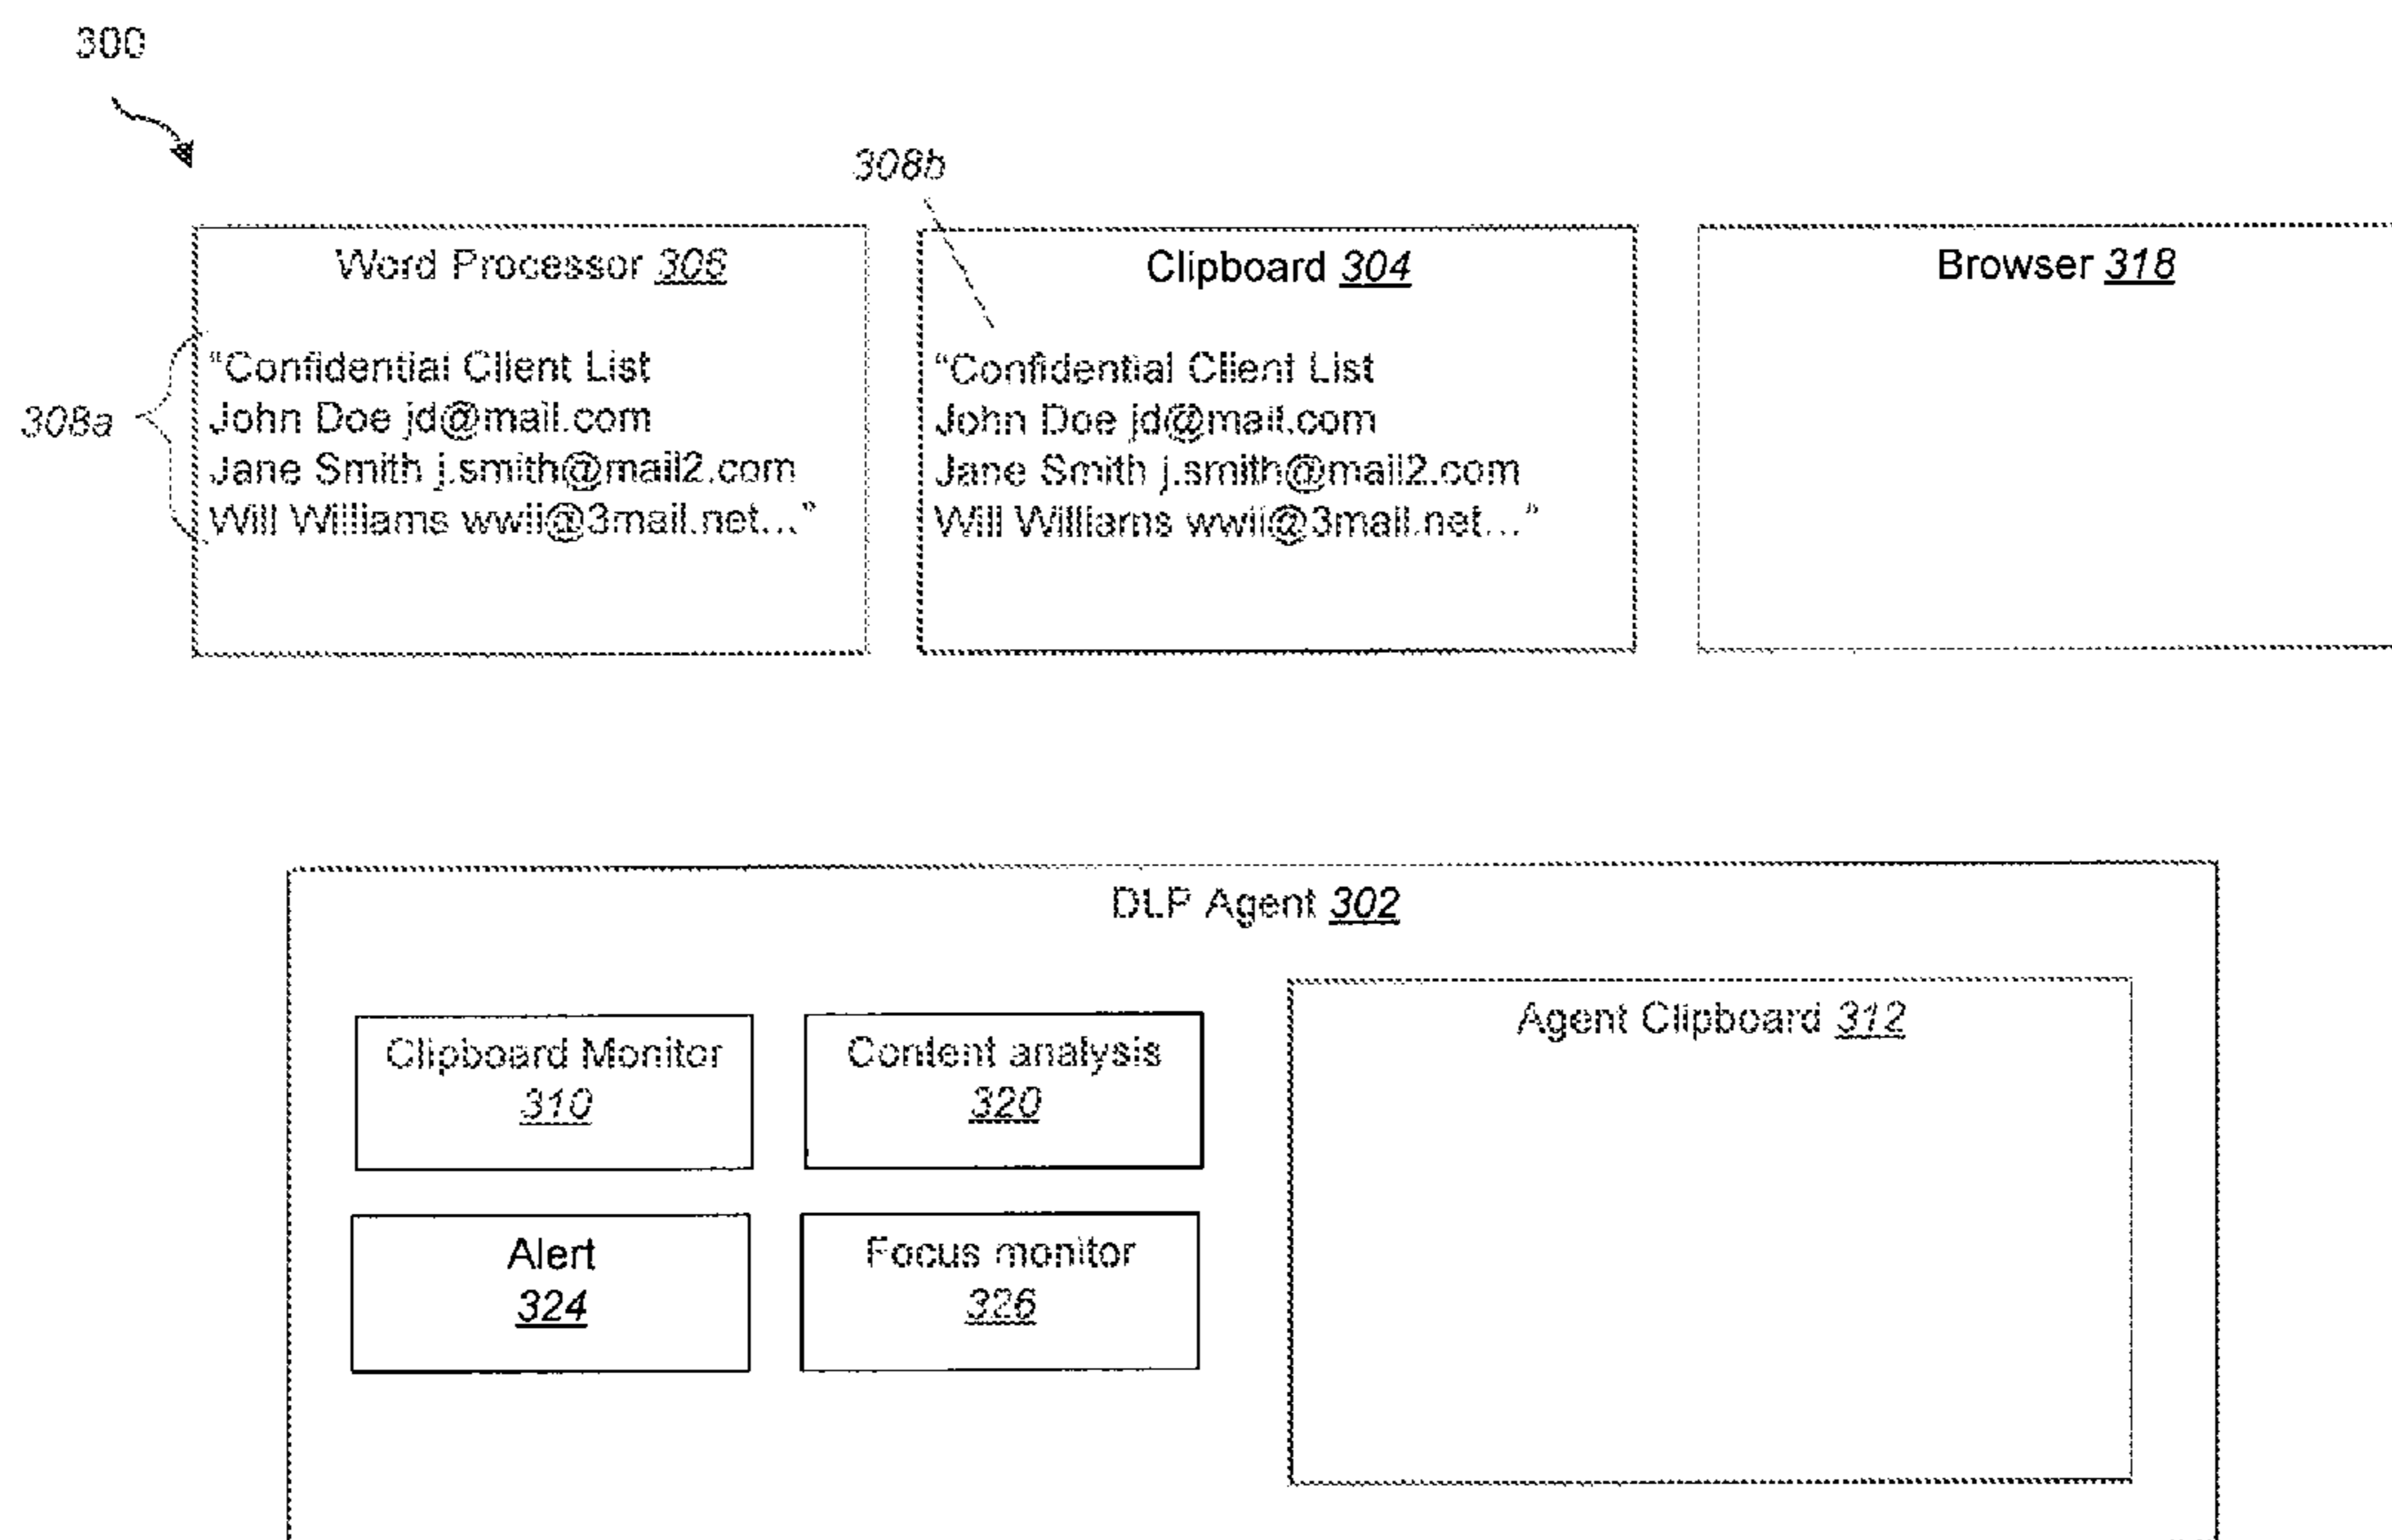 300
308b
Word Processor 306
Clipboard 304
Browser 318
308a
“Confidential Client List
John Doe jd@mail.com
Jane Smith j.smith@mail2.com
Will Williams wwii@3mail.net…”
“Confidential Client List
John Doe jd@mail.com
Jane Smith j.smith@mail2.com
Will Williams wwii@3mail.net…”
DLP Agent 302
Clipboard Monitor
310
Content analysis
320
Agent Clipboard 312
Alert
324
Focus monitor
326